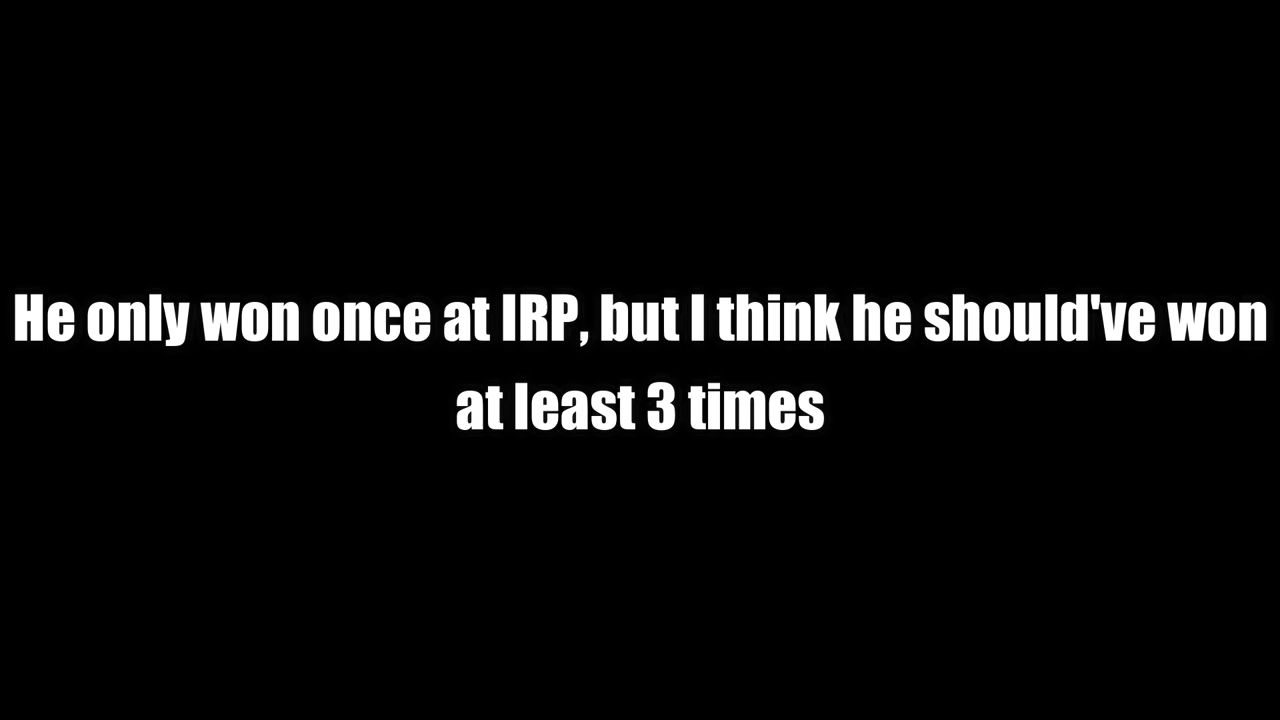 He only won once at IRP, but I think he should've won
at least 3 times